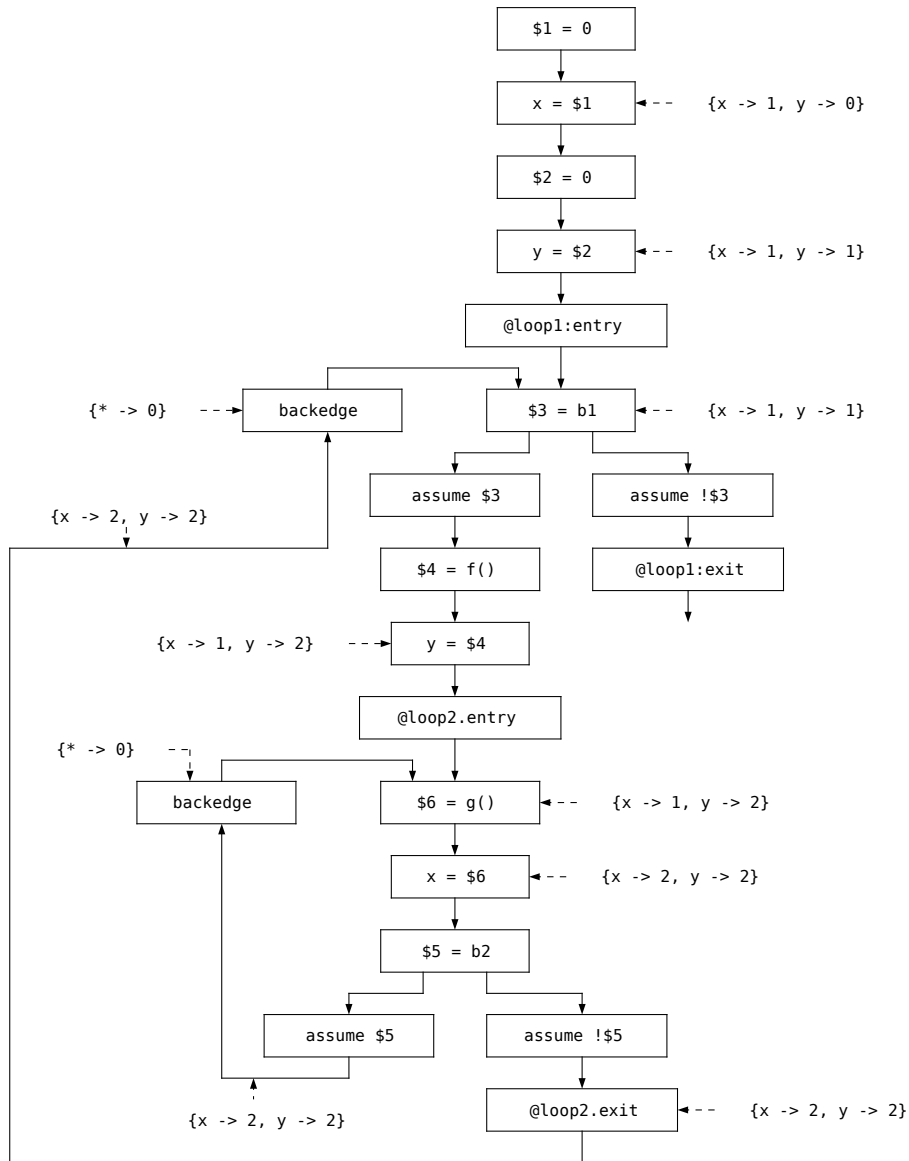 $1 = 0
x = $1
{x -> 1, y -> 0}
$2 = 0
y = $2
{x -> 1, y -> 1}
@loop1:entry
{* -> 0}
backedge
$3 = b1
{x -> 1, y -> 1}
assume $3
assume !$3
{x -> 2, y -> 2}
$4 = f()
@loop1:exit
{x -> 1, y -> 2}
y = $4
@loop2.entry
{* -> 0}
backedge
$6 = g()
{x -> 1, y -> 2}
x = $6
{x -> 2, y -> 2}
$5 = b2
assume $5
assume !$5
{x -> 2, y -> 2}
@loop2.exit
{x -> 2, y -> 2}